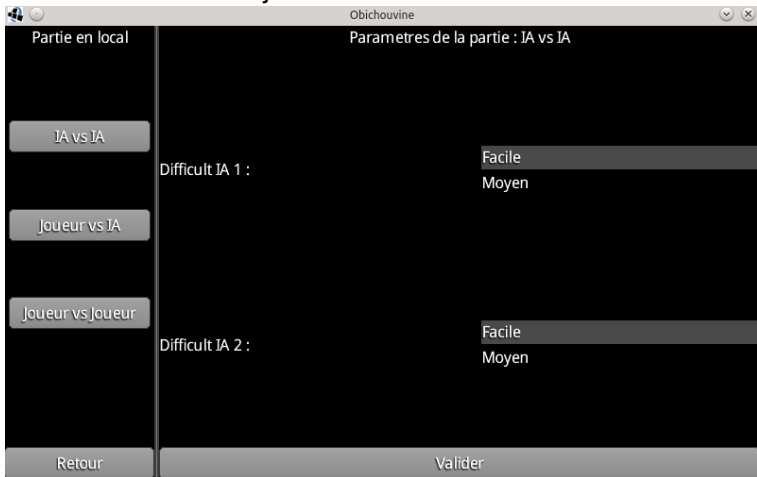 Obichouvine
Partie en local
Parametres de la partie : IA vs IA
IA vs IA
Joueur vs IA
Joueur vs Joueur
Difficult IA 1 :
Facile
Moyen
Difficult IA 2 :
Facile
Moyen
Retour
Valider